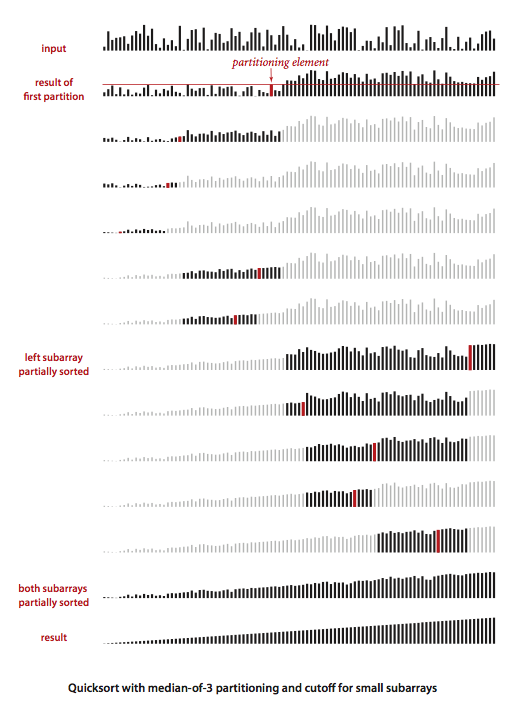 input
partitioning element
result of
first partition
left subarray
partially sorted
both subarrays
partially sorted
result
Quicksort with median-of-3 partitioning and cutoff for small subarrays